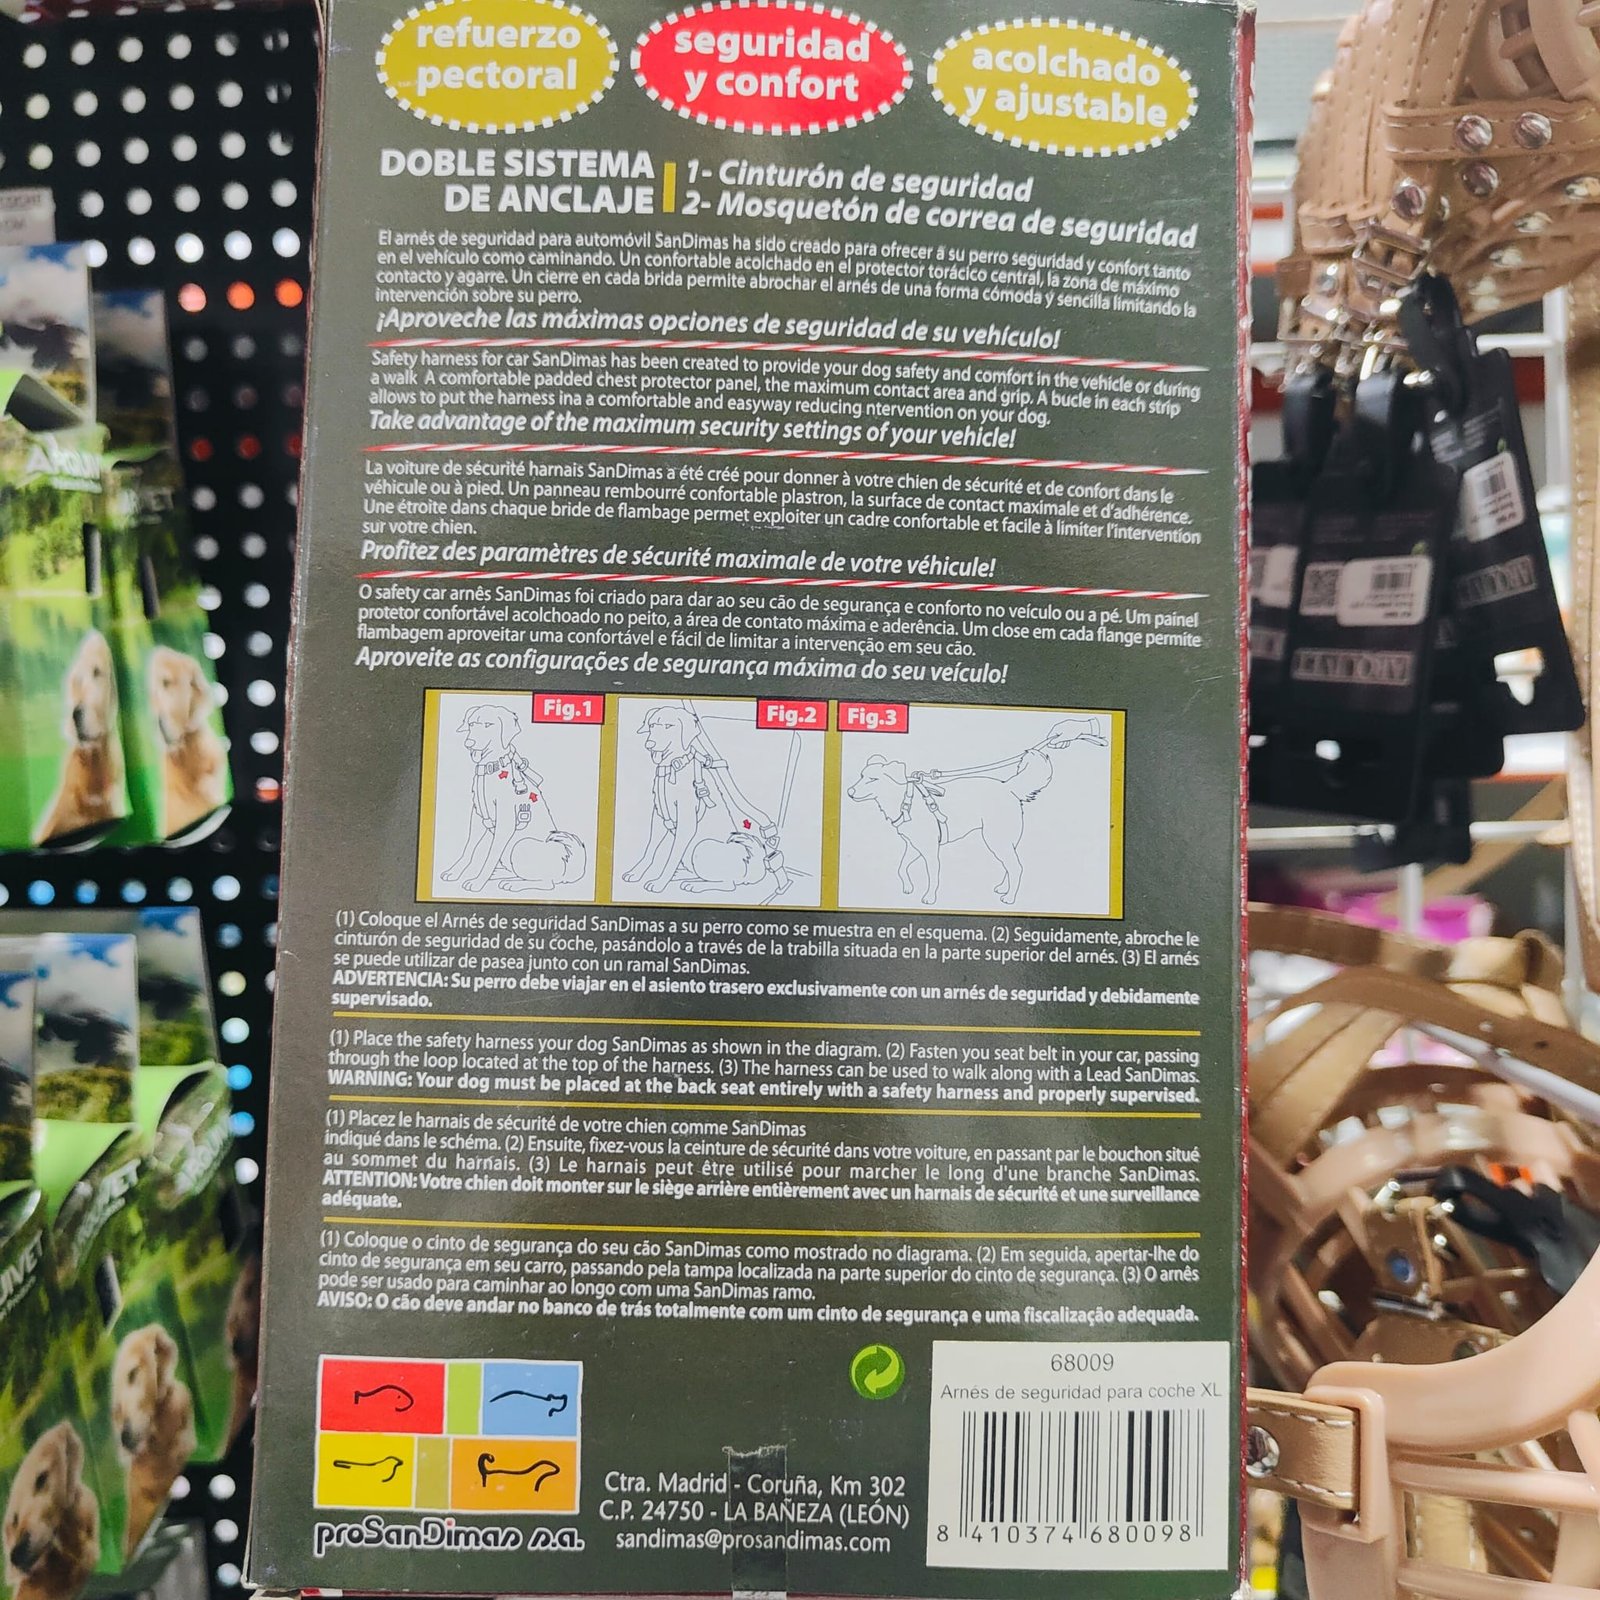 refuerzo
pectoral
seguridad
y confort
acolchado
y ajustable
DOBLE SISTEMA
DE ANCLAJE
1- Cinturón de seguridad
2- Mosquetón de correa de seguridad
El arnés de seguridad para automóvil SanDimas ha sido creado para ofrecer a su perro seguridad y confort tanto
en el vehículo como caminando. Un confortable acolchado en el protector torácico central, la zona de máximo
contacto y agarre. Un cierre en cada brida permite abrochar el arnés de una forma cómoda y sencilla limitando la
intervención sobre su perro.
¡Aproveche las máximas opciones de seguridad de su vehículo!
Safety harness for car SanDimas has been created to provide your dog safety and comfort in the vehicle or during
a walk A comfortable padded chest protector panel, the maximum contact area and grip. A bucle in each strip
allows to put the harness ina a comfortable and easyway reducing ntervention on your dog.
Take advantage of the maximum security settings of your vehicle!
La voiture de sécurité harnais SanDimas a été créé pour donner à votre chien de sécurité et de confort dans le
véhicule ou à pied. Un panneau rembourré confortable plastron, la surface de contact maximale et d'adhérence.
Une étroite dans chaque bride de flambage permet exploiter un cadre confortable et facile à limiter l'intervention
sur votre chien.
Profitez des paramètres de sécurité maximale de votre véhicule!
O safety car arnês SanDimas foi criado para dar ao seu cão de segurança e conforto no veículo ou a pé. Um painel
protetor confortável acolchoado no peito, a área de contato máxima e aderência. Um close em cada flange permite
flambagem aproveitar uma confortável e fácil de limitar a intervenção em seu cão.
Aproveite as configurações de segurança máxima do seu veículo!
Fig.1
Fig.2
Fig.3
(1) Coloque el Arnés de seguridad SanDimas a su perro como se muestra en el esquema. (2) Seguidamente, abroche le
cinturón de seguridad de su coche, pasándolo a través de la trabilla situada en la parte superior del arnés. (3) El arnés
se puede utilizar de pasea junto con un ramal SanDimas.
ADVERTENCIA: Su perro debe viajar en el asiento trasero exclusivamente con un arnés de seguridad y debidamente
supervisado.
(1) Place the safety harness your dog SanDimas as shown in the diagram. (2) Fasten you seat belt in your car, passing
through the loop located at the top of the harness. (3) The harness can be used to walk along with a Lead SanDimas.
WARNING: Your dog must be placed at the back seat entirely with a safety harness and properly supervised.
(1) Placez le harnais de sécurité de votre chien comme SanDimas
indiqué dans le schéma. (2) Ensuite, fixez-vous la ceinture de sécurité dans votre voiture, en passant par le bouchon situé
au sommet du harnais. (3) Le harnais peut être utilisé pour marcher le long d'une branche SanDimas.
ATTENTION: Votre chien doit monter sur le siège arrière entièrement avec un harnais de sécurité et une surveillance
adéquate.
(1) Coloque o cinto de segurança do seu cão SanDimas como mostrado no diagrama. (2) Em seguida, apertar-lhe do
cinto de segurança em seu carro, passando pela tampa localizada na parte superior do cinto de segurança. (3) O arnês
pode ser usado para caminhar ao longo com uma SanDimas ramo.
AVISO: O cão deve andar no banco de trás totalmente com um cinto de segurança e uma fiscalização adequada.
proSanDimas s.a.
Ctra. Madrid - Coruña, Km 302
C.P. 24750 - LA BAÑEZA (LEÓN)
sandimas@prosandimas.com
68009
Arnés de seguridad para coche XL
8 410374 680098
ARQUIVET